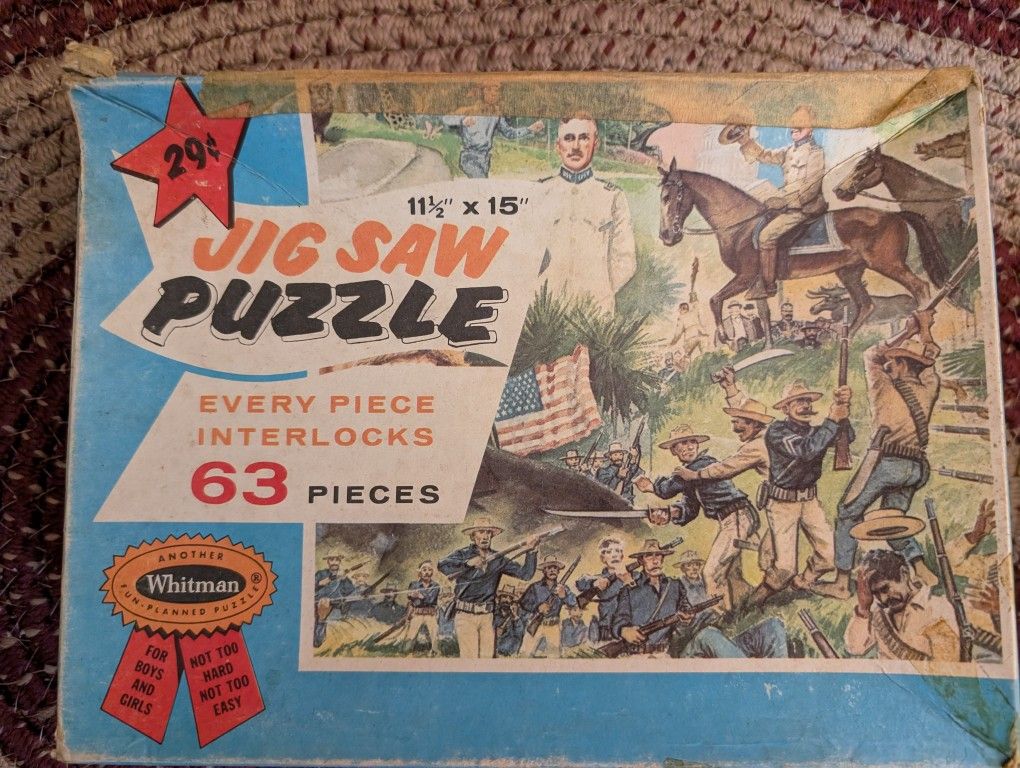 29¢
11½" x 15"
JIG SAW
PUZZLE
EVERY PIECE
INTERLOCKS
63 PIECES
ANOTHER
Whitman®
FUN-PLANNED PUZZLE
FOR
BOYS
AND
GIRLS
NOT TOO
HARD
NOT TOO
EASY